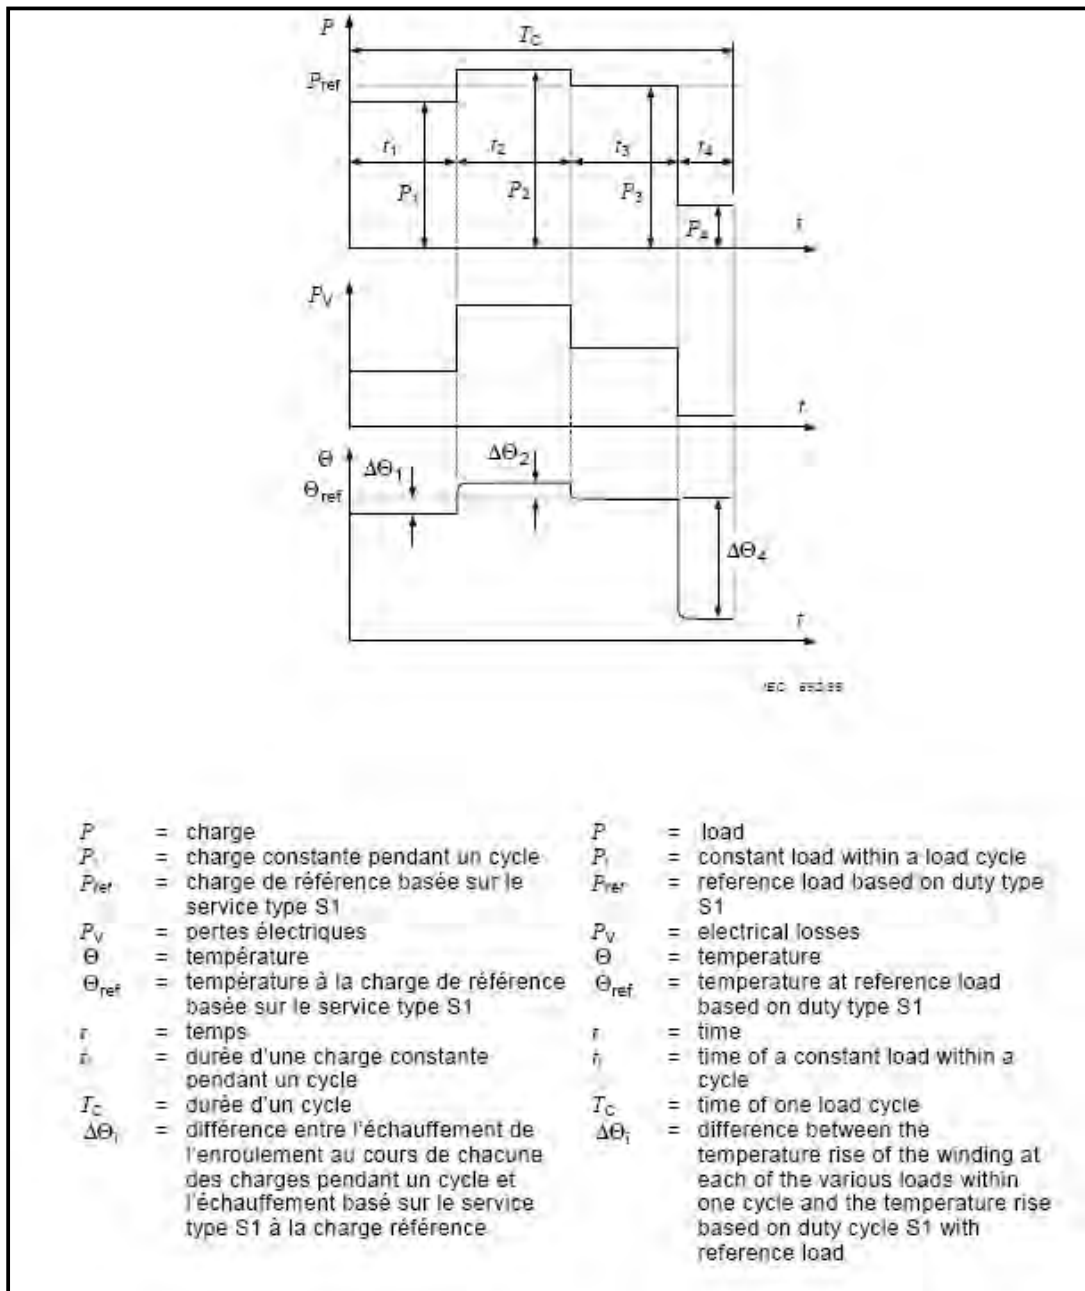 P
T_C
P_ref
t_1 t_2 t_3 t_4
P_1 P_2 P_3 P_4
t
P_V
t
Θ
ΔΘ_1 ΔΘ_2
Θ_ref
ΔΘ_4
t
IEC
P = charge
P_i = charge constante pendant un cycle
P_ref = charge de référence basée sur le
service type S1
P_V = pertes électriques
Θ = température
Θ_ref = température à la charge de référence
basée sur le service type S1
t = temps
t_i = durée d'une charge constante
pendant un cycle
T_C = durée d'un cycle
ΔΘ_i = différence entre l'échauffement de
l'enroulement au cours de chacune
des charges pendant un cycle et
l'échauffement basé sur le service
type S1 à la charge référence
P = load
P_i = constant load within a load cycle
P_ref = reference load based on duty type
S1
P_V = electrical losses
Θ = temperature
Θ_ref = temperature at reference load
based on duty type S1
t = time
t_i = time of a constant load within a
cycle
T_C = time of one load cycle
ΔΘ_i = difference between the
temperature rise of the winding at
each of the various loads within
one cycle and the temperature rise
based on duty cycle S1 with
reference load